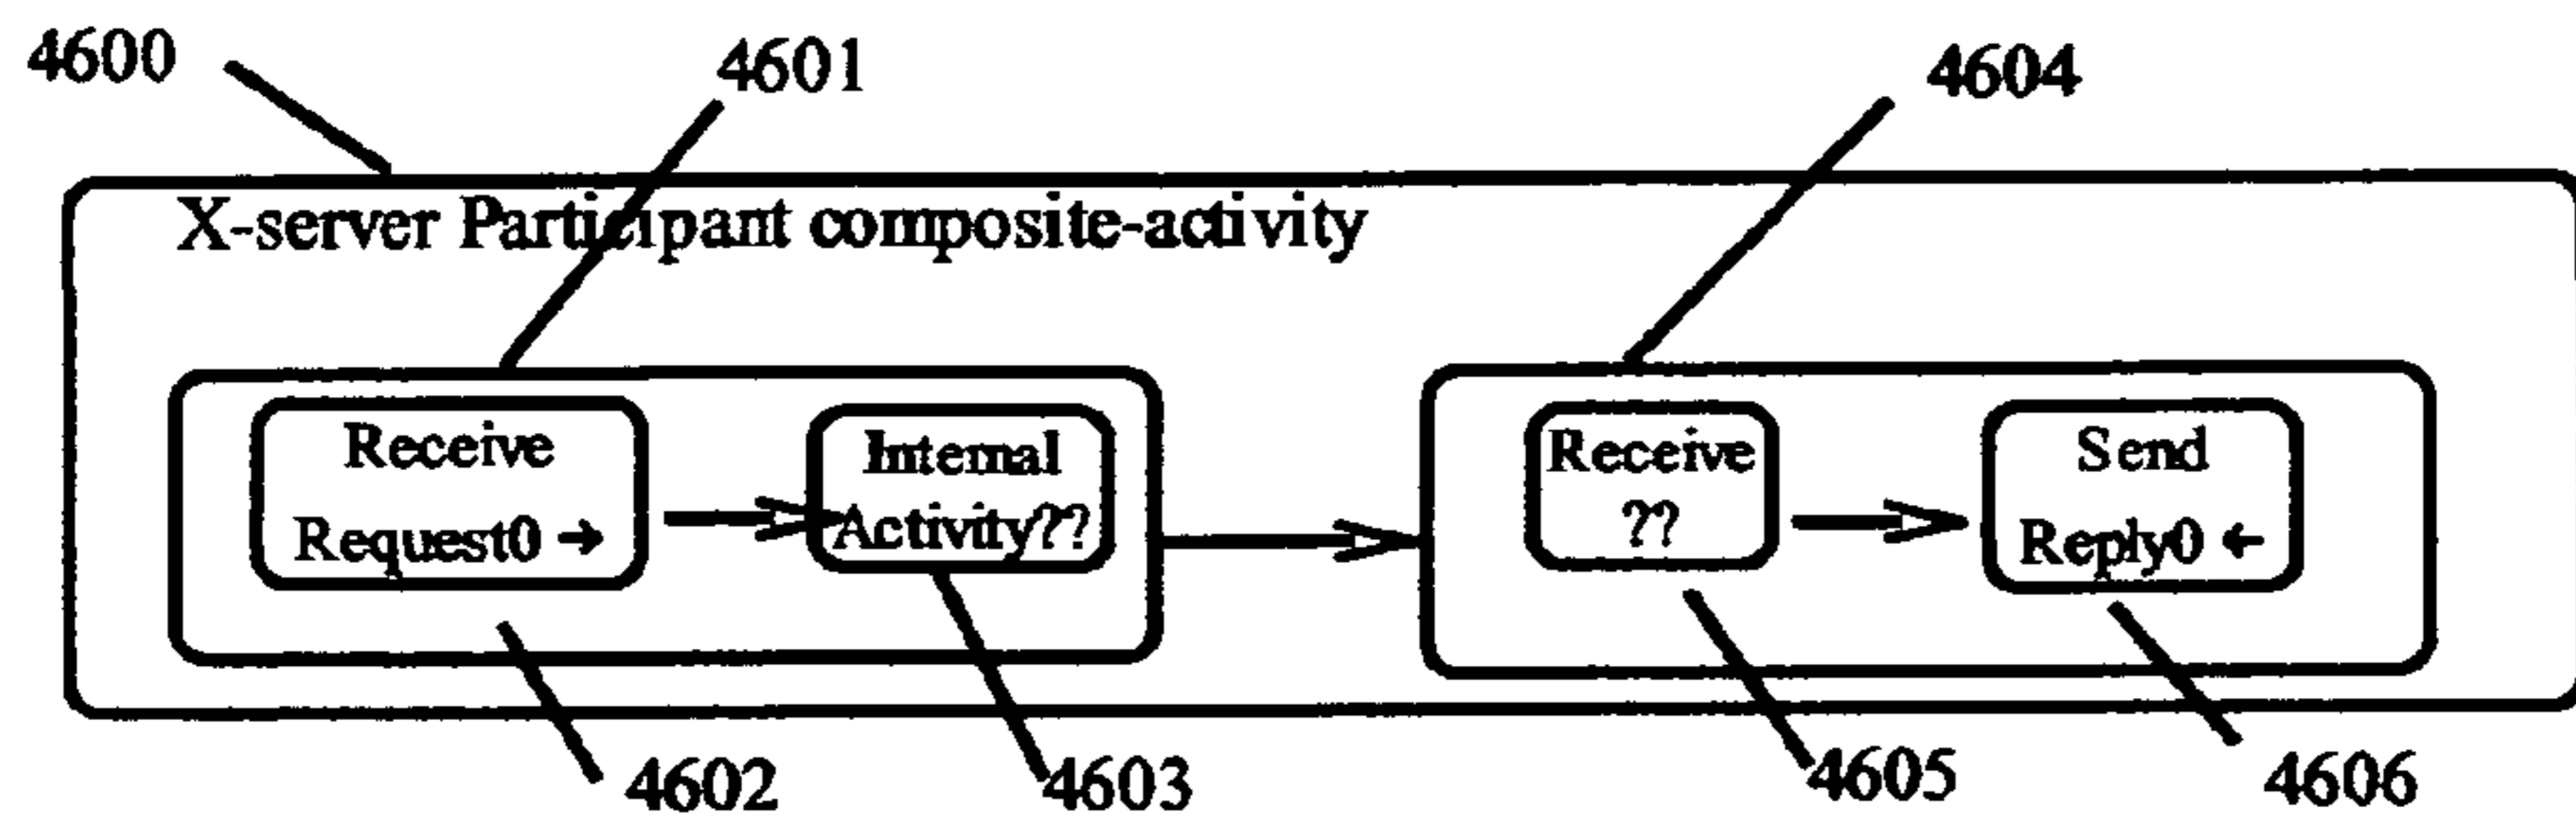 4600
4601
4604
X-server Participant composite-activity
Receive
Request0 →
Internal
Activity??
Receive
??
Send
Reply0 ←
4602
4603
4605
4606